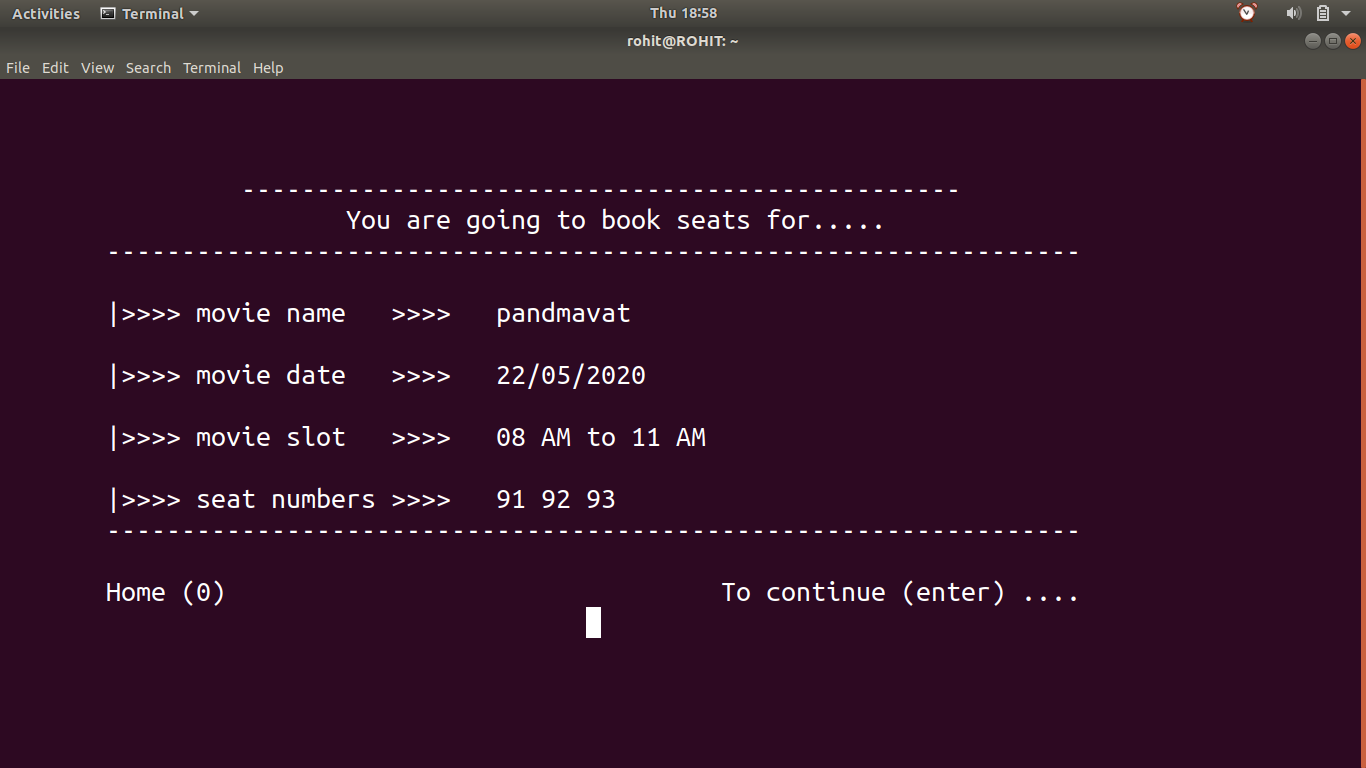 Activities Terminal Thu 18:58
rohit@ROHIT: ~
File Edit View Search Terminal Help
------------------------------------------------
You are going to book seats for.....
-----------------------------------------------------------------
|>>>> movie name >>>> pandmavat
|>>>> movie date >>>> 22/05/2020
|>>>> movie slot >>>> 08 AM to 11 AM
|>>>> seat numbers >>>> 91 92 93
-----------------------------------------------------------------
Home (0) To continue (enter) ....